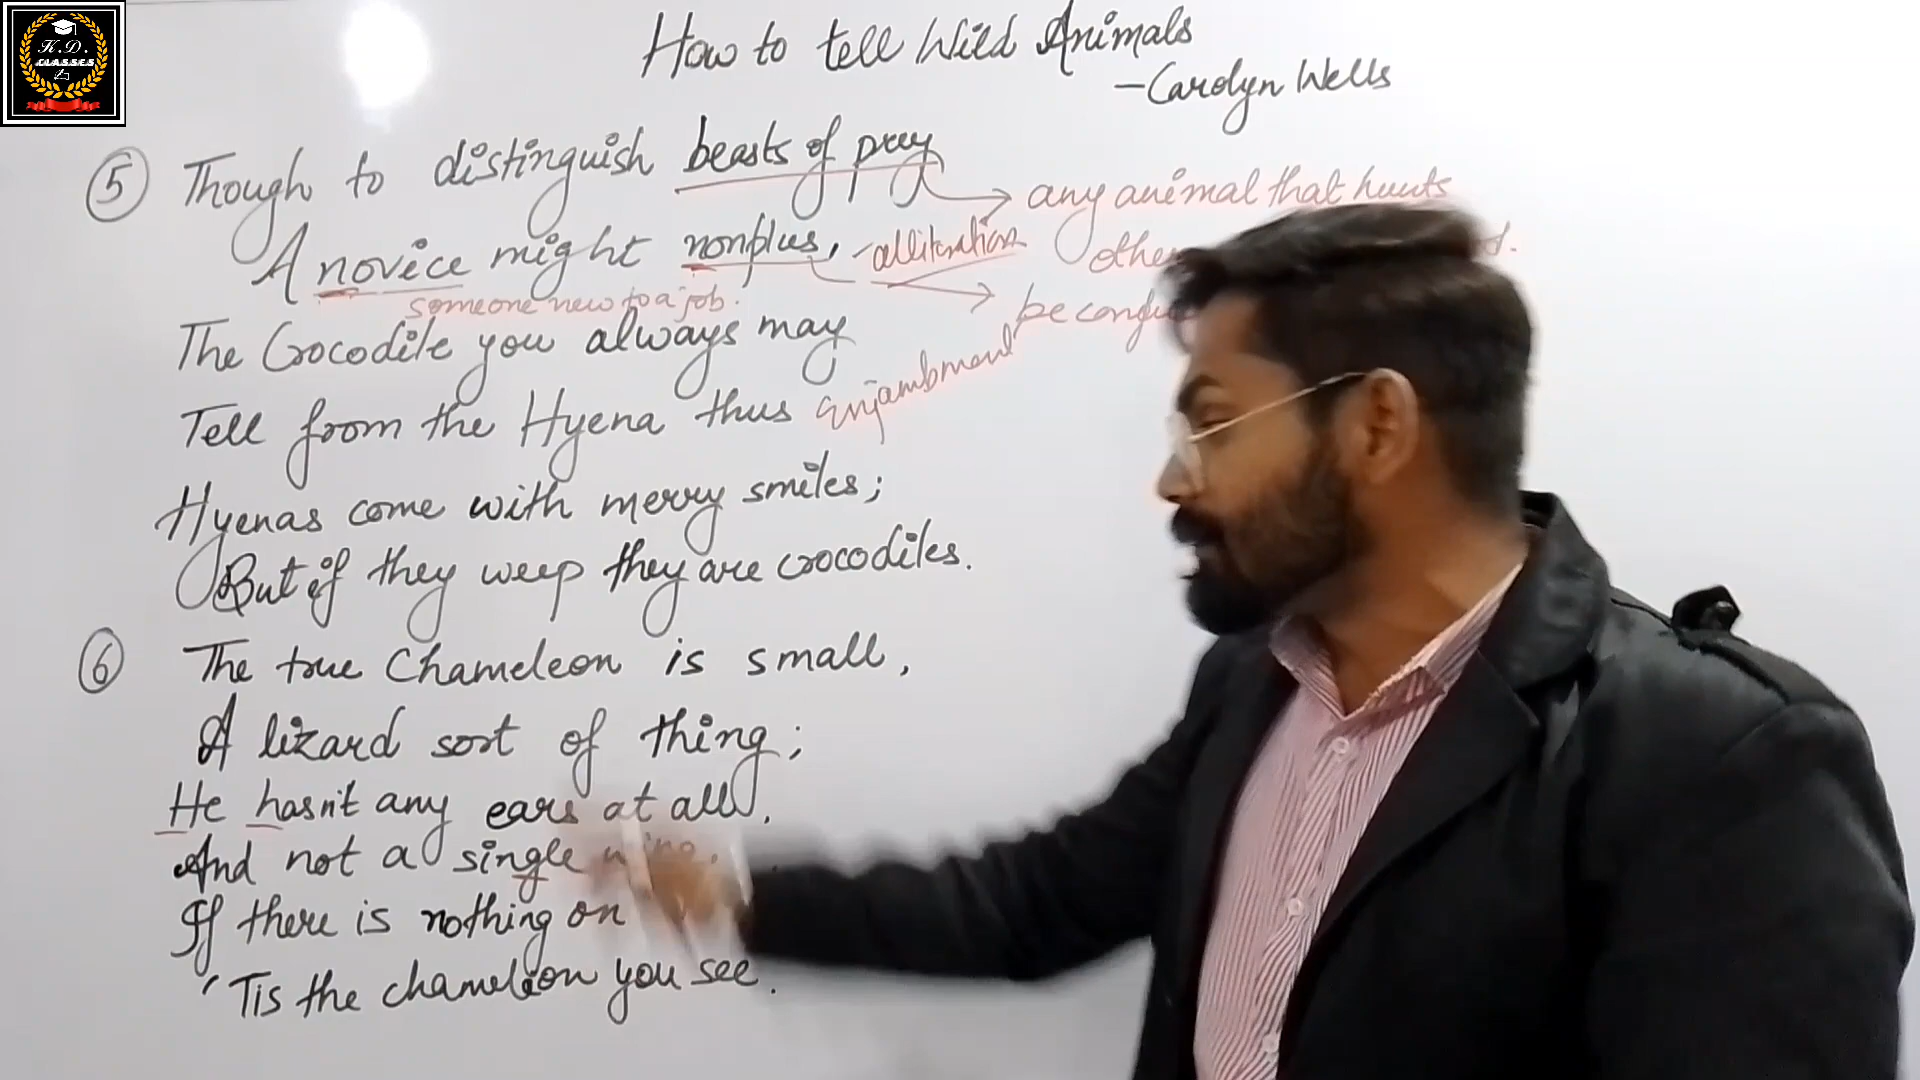 K.D.
CLASSES
How to tell Wild Animals
– Carolyn Wells
5 Though to distinguish beasts of prey
any animal that hunts
A novice might nonplus,
- alliteration
someone new to a job.
The Crocodile you always may
Tell from the Hyena thus
Enjambment
Hyenas come with merry smiles;
But if they weep they are crocodiles.
6 The true Chameleon is small,
A lizard sort of thing;
He hasn't any ears at all,
And not a single
If there is nothing on
'Tis the chameleon you see.